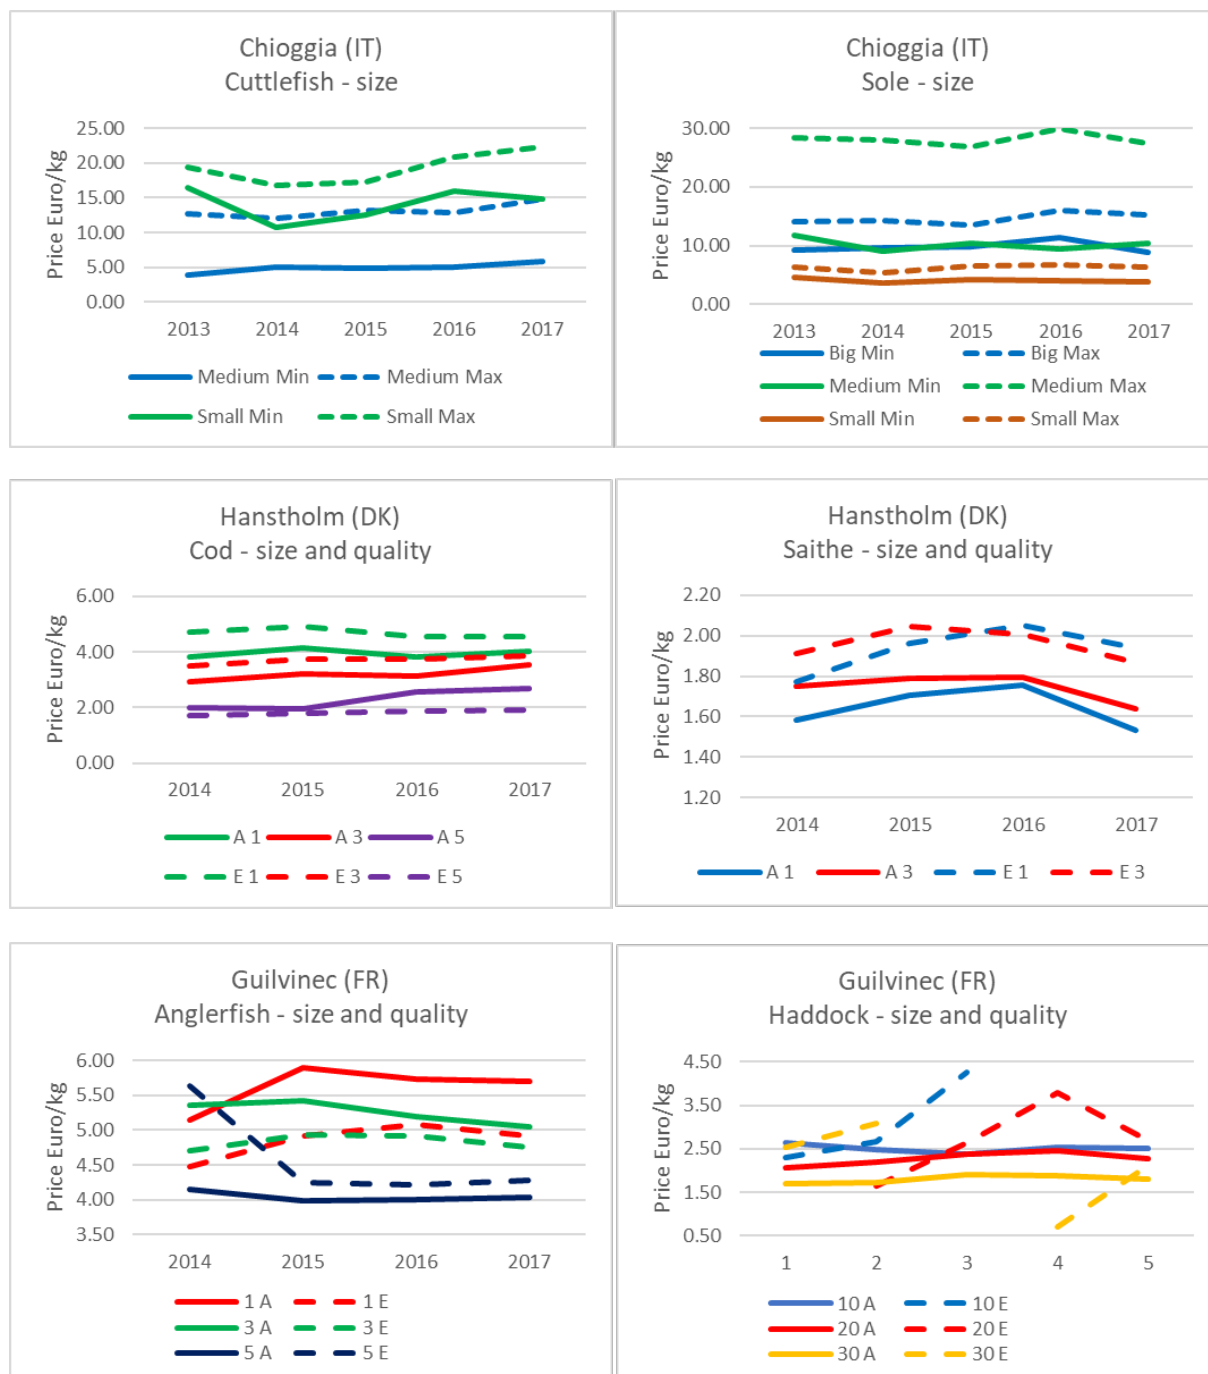 Chioggia (IT)
Cuttlefish - size
Price Euro/kg
25.00
20.00
15.00
10.00
5.00
0.00
2013 2014 2015 2016 2017
Medium Min Medium Max
Small Min Small Max
Chioggia (IT)
Sole - size
Price Euro/kg
30.00
20.00
10.00
0.00
2013 2014 2015 2016 2017
Big Min Big Max
Medium Min Medium Max
Small Min Small Max
Hanstholm (DK)
Cod - size and quality
Price Euro/kg
6.00
4.00
2.00
0.00
2014 2015 2016 2017
A 1 A 3 A 5
E 1 E 3 E 5
Hanstholm (DK)
Saithe - size and quality
Price Euro/kg
2.20
2.00
1.80
1.60
1.40
1.20
2014 2015 2016 2017
A 1 A 3 E 1 E 3
Guilvinec (FR)
Anglerfish - size and quality
Price Euro/kg
6.00
5.50
5.00
4.50
4.00
3.50
2014 2015 2016 2017
1 A 1 E
3 A 3 E
5 A 5 E
Guilvinec (FR)
Haddock - size and quality
Price Euro/kg
4.50
3.50
2.50
1.50
0.50
1 2 3 4 5
10 A 10 E
20 A 20 E
30 A 30 E